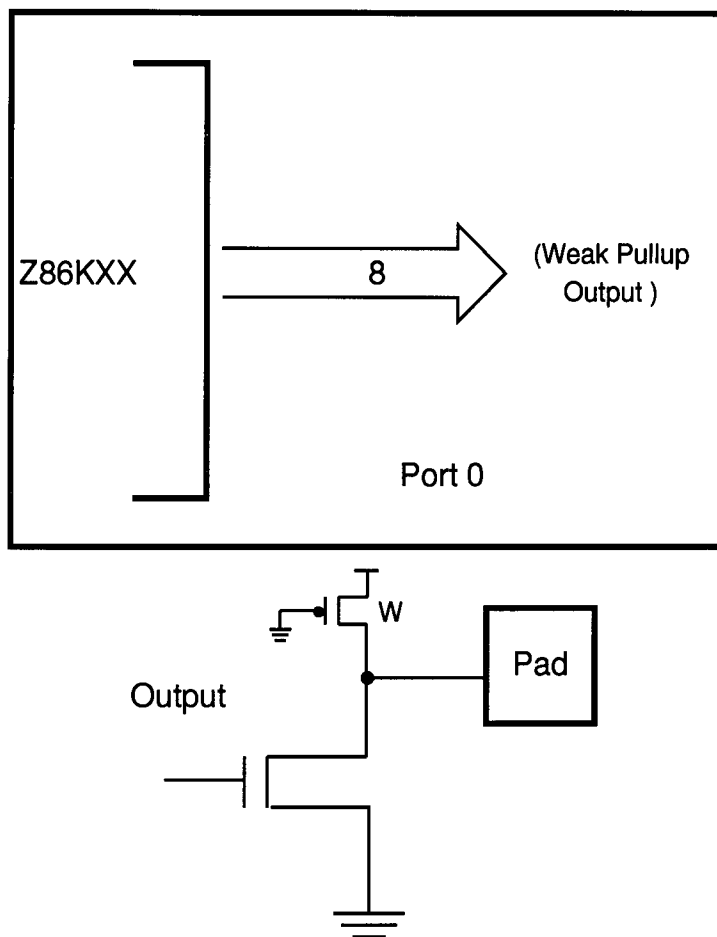 Z86KXX
8
(Weak Pullup
Output )
Port 0
W
Pad
Output